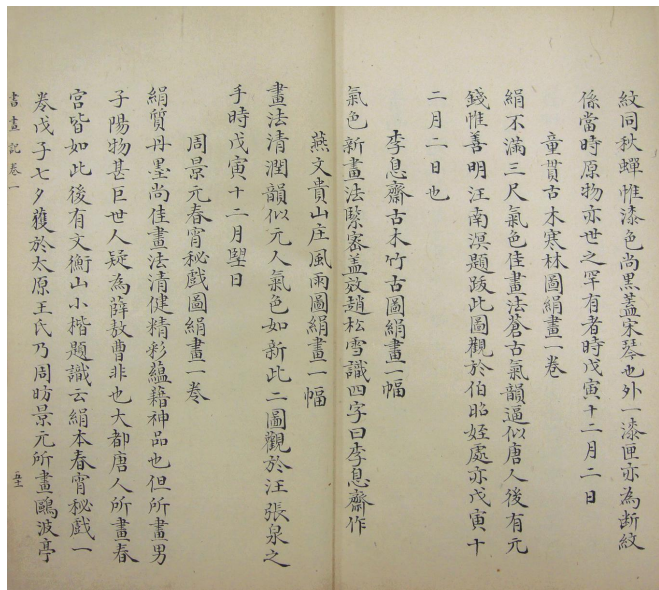 紋同秋蟬惟漆色尚黑蓋宋琴也外一漆匣亦為斷紋
係當時原物亦世之罕有者時戊寅十二月二日
童貫古木寒林圖絹畫一卷
絹不滿三尺氣色佳畫法蒼古氣韻逼似唐人後有元
錢惟善明汪南溟題跋此圖觀於伯昭姪處亦戊寅十
二月二日也
李息齋古木竹古圖絹畫一幅
氣色新畫法緊密蓋效趙松雪識四字曰李息齋作
燕文貴山庄風雨圖絹畫一幅
畫法清潤韻似元人氣色如新此二圖觀於汪張泉之
手時戊寅十二月朢日
周景元春宵秘戲圖絹畫一卷
絹質丹墨尚佳畫法清健精彩蘊藉神品也但所畫男
子陽物甚巨世人疑為薛敖曹非也大都唐人所畫春
宮皆如此後有文衡山小楷題識云絹本春宵秘戲一
卷戊子七夕獲於太原王氏乃周昉景元所畫鷗波亭
書畫記卷一